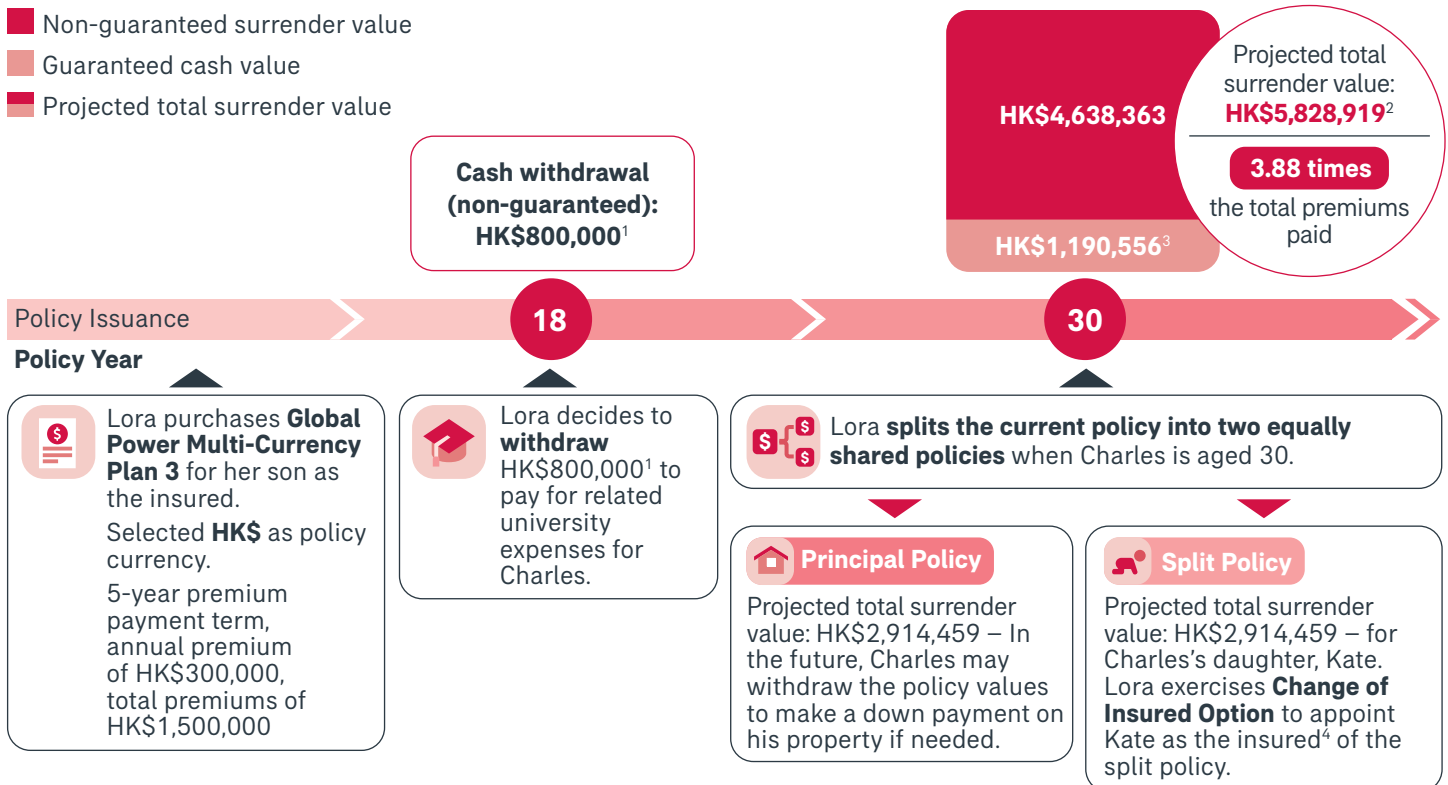 Non-guaranteed surrender value
Guaranteed cash value
Projected total surrender value
Cash withdrawal
(non-guaranteed):
HK$800,000¹
HK$4,638,363
HK$1,190,556³
Projected total
surrender value:
HK$5,828,919²
3.88 times
the total premiums
paid
Policy Issuance
18
30
Policy Year
$
Lora purchases Global
Power Multi-Currency
Plan 3 for her son as
the insured.
Selected HK$ as policy
currency.
5-year premium
payment term,
annual premium
of HK$300,000,
total premiums of
HK$1,500,000
Lora decides to
withdraw
HK$800,000¹ to
pay for related
university
expenses for
Charles.
$
$
$
Lora splits the current policy into two equally
shared policies when Charles is aged 30.
Principal Policy
Projected total surrender
value: HK$2,914,459 – In
the future, Charles may
withdraw the policy values
to make a down payment on
his property if needed.
Split Policy
Projected total surrender
value: HK$2,914,459 – for
Charles's daughter, Kate.
Lora exercises Change of
Insured Option to appoint
Kate as the insured⁴ of the
split policy.